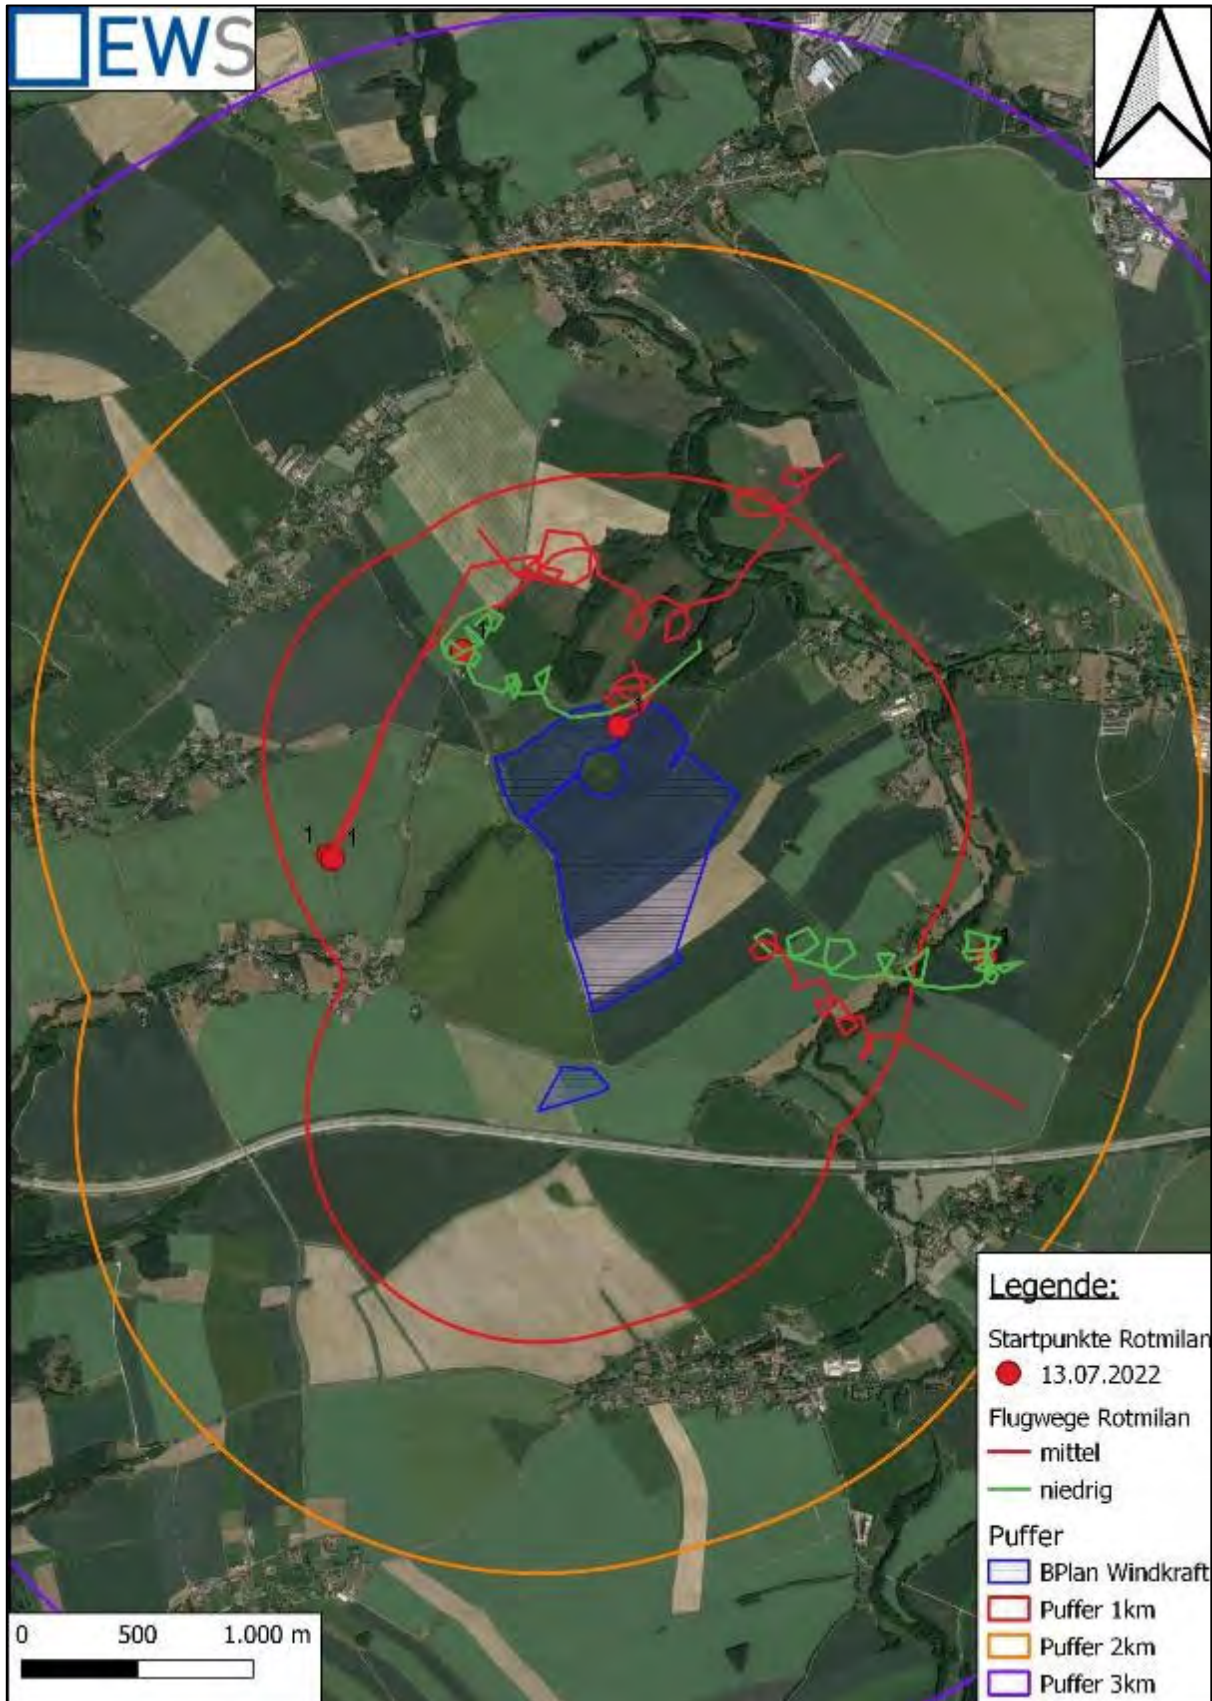 EWS
1 1
Legende:
Startpunkte Rotmilan
13.07.2022
Flugwege Rotmilan
mittel
niedrig
Puffer
BPlan Windkraft
Puffer 1km
Puffer 2km
Puffer 3km
0 500 1.000 m